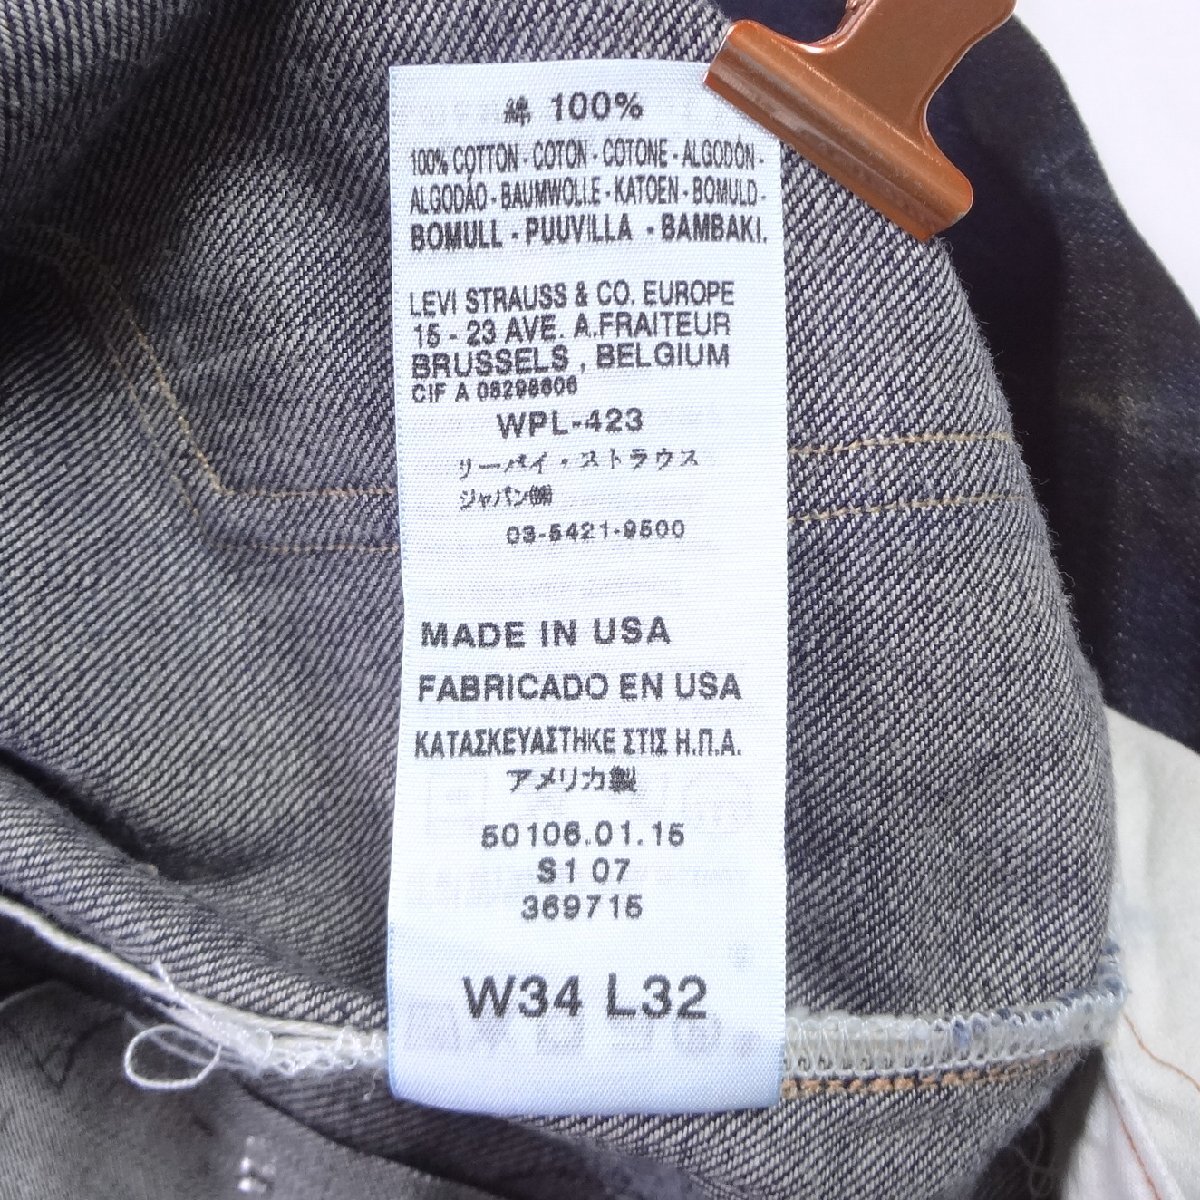 綿 100%
100% COTTON - COTON - COTONE - ALGODÓN -
ALGODÃO - BAUMWOLLE - KATOEN - BOMULD -
BOMULL - PUUVILLA - BAMBAKI.
LEVI STRAUSS & CO. EUROPE
15 - 23 AVE. A.FRAITEUR
BRUSSELS , BELGIUM
CIF A 08298606
WPL-423
リーバイ・ストラウス
ジャパン㈱
03-5421-9500
MADE IN USA
FABRICADO EN USA
ΚΑΤΑΣΚΕΥΑΣΤΗΚΕ ΣΤΙΣ Η.Π.Α.
アメリカ製
50106.01.15
S1 07
369715
W34 L32